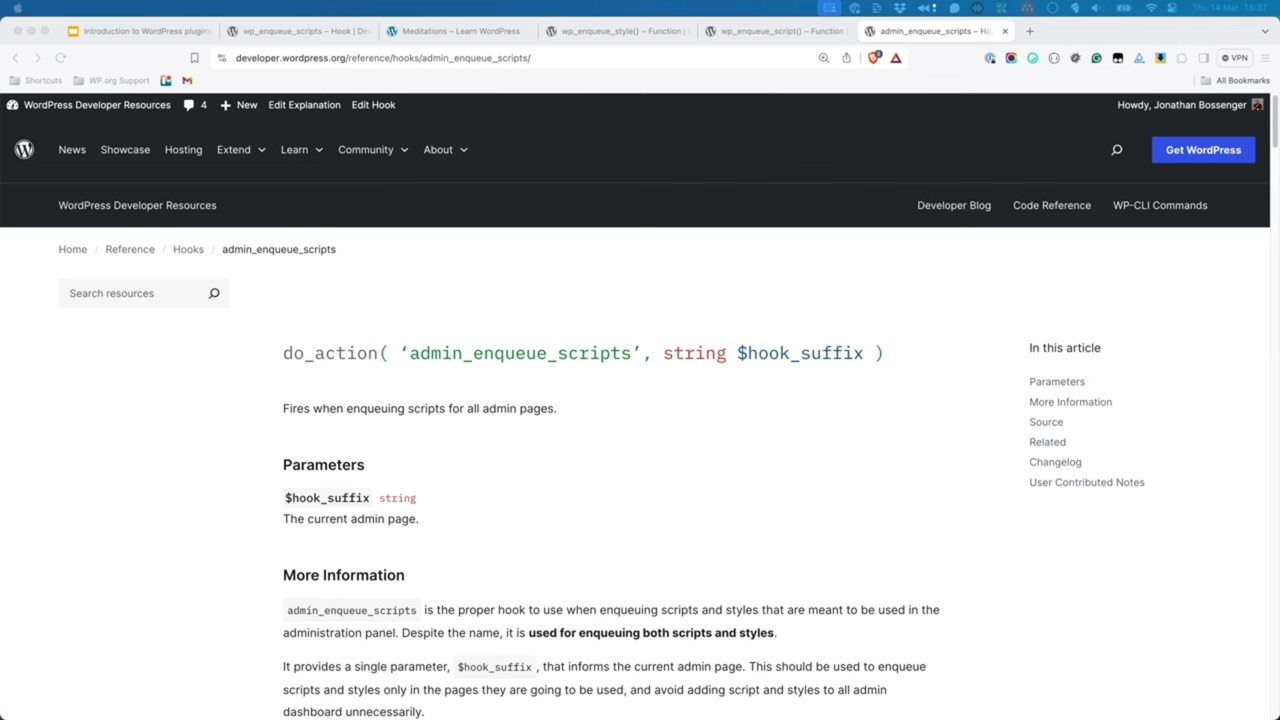 Thu 14 Mar 15:37
Introduction to WordPress plugin
wp_enqueue_scripts – Hook | De
Meditations – Learn WordPress
wp_enqueue_style() – Function |
wp_enqueue_script() – Function
admin_enqueue_scripts – Ho
developer.wordpress.org/reference/hooks/admin_enqueue_scripts/
VPN
Shortcuts
WP.org Support
All Bookmarks
WordPress Developer Resources
4
New
Edit Explanation
Edit Hook
Howdy, Jonathan Bossenger
News
Showcase
Hosting
Extend
Learn
Community
About
Get WordPress
WordPress Developer Resources
Developer Blog
Code Reference
WP-CLI Commands
Home / Reference / Hooks / admin_enqueue_scripts
Search resources
do_action( ‘admin_enqueue_scripts’, string $hook_suffix )
Fires when enqueuing scripts for all admin pages.
Parameters
$hook_suffix string
The current admin page.
More Information
admin_enqueue_scripts is the proper hook to use when enqueuing scripts and styles that are meant to be used in the
administration panel. Despite the name, it is used for enqueuing both scripts and styles.
It provides a single parameter, $hook_suffix, that informs the current admin page. This should be used to enqueue
scripts and styles only in the pages they are going to be used, and avoid adding script and styles to all admin
dashboard unnecessarily.
In this article
Parameters
More Information
Source
Related
Changelog
User Contributed Notes